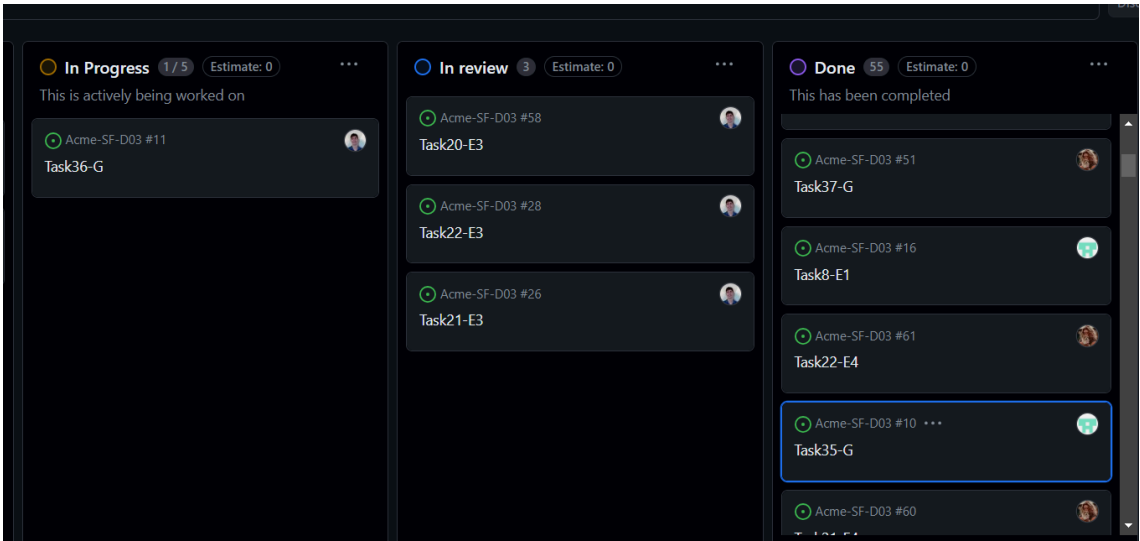 In Progress 1 / 5 Estimate: 0 ...
This is actively being worked on
Acme-SF-D03 #11
Task36-G
In review 3 Estimate: 0 ...
Acme-SF-D03 #58
Task20-E3
Acme-SF-D03 #28
Task22-E3
Acme-SF-D03 #26
Task21-E3
Done 55 Estimate: 0 ...
This has been completed
Acme-SF-D03 #51
Task37-G
Acme-SF-D03 #16
Task8-E1
Acme-SF-D03 #61
Task22-E4
Acme-SF-D03 #10 ...
Task35-G
Acme-SF-D03 #60